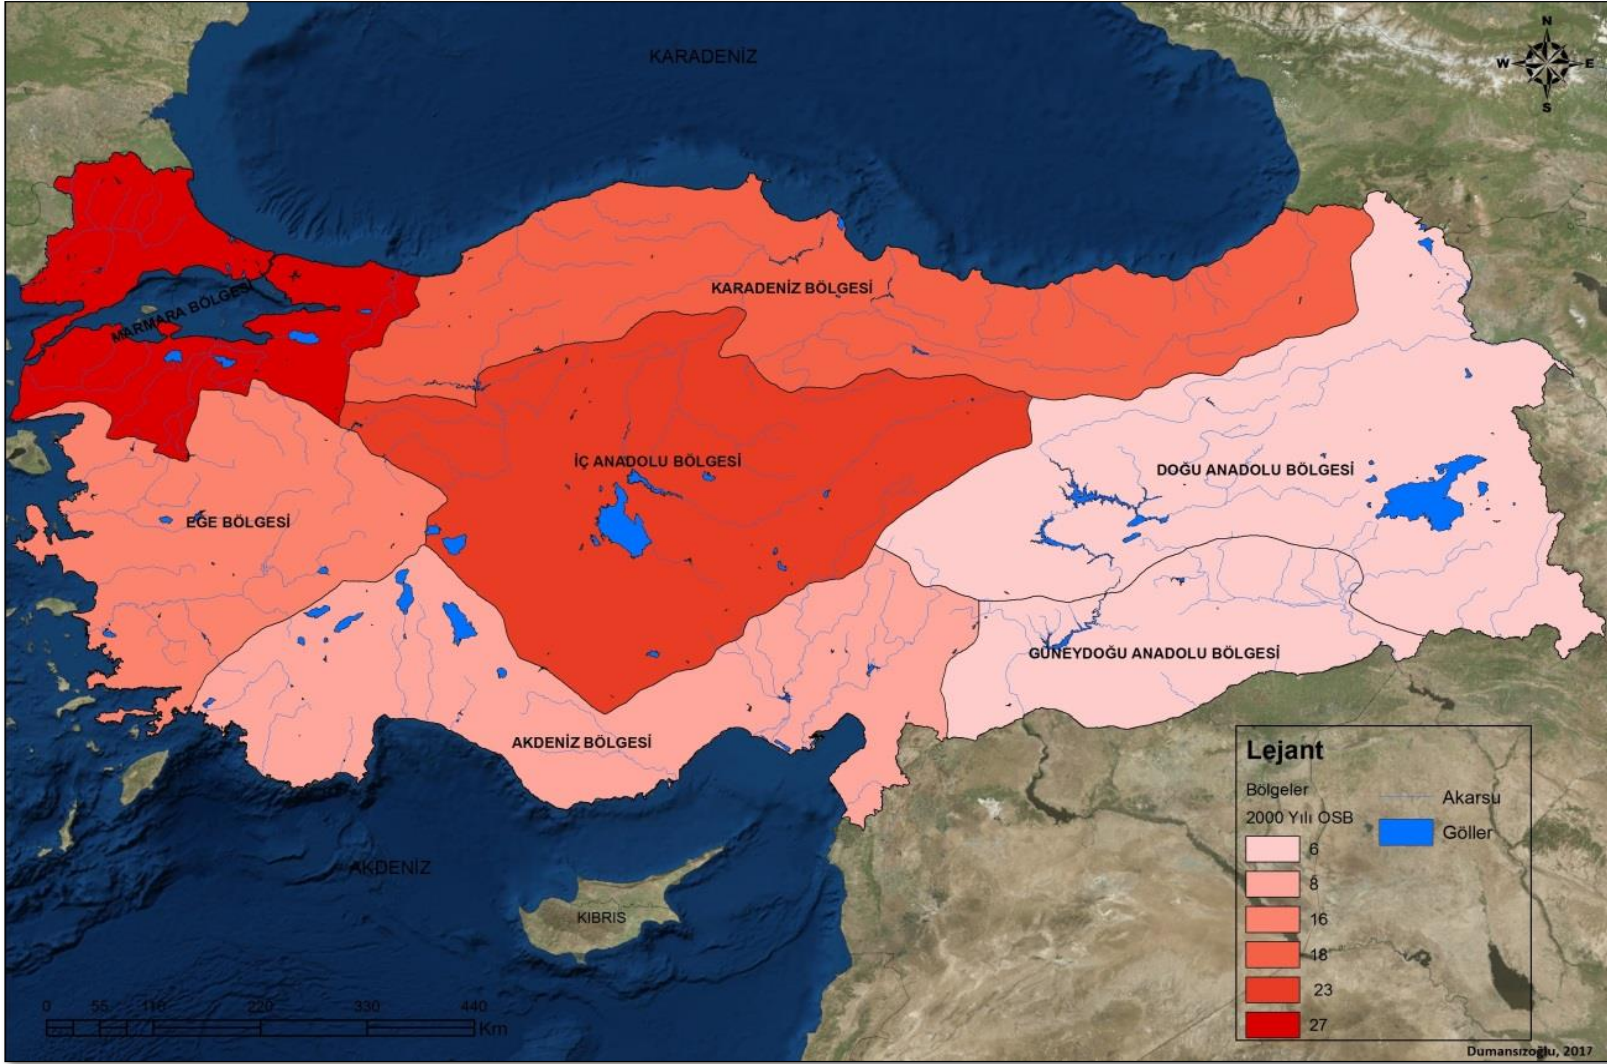 KARADENİZ
N
W E
S
MARMARA BÖLGESİ
KARADENİZ BÖLGESİ
İÇ ANADOLU BÖLGESİ
DOĞU ANADOLU BÖLGESİ
EGE BÖLGESİ
GÜNEYDOĞU ANADOLU BÖLGESİ
AKDENİZ BÖLGESİ
AKDENİZ
KIBRIS
Lejant
Bölgeler
2000 Yılı OSB
6
8
16
18
23
27
Akarsu
Göller
0 55 110 220 330 440
Km
Dumansızoğlu, 2017